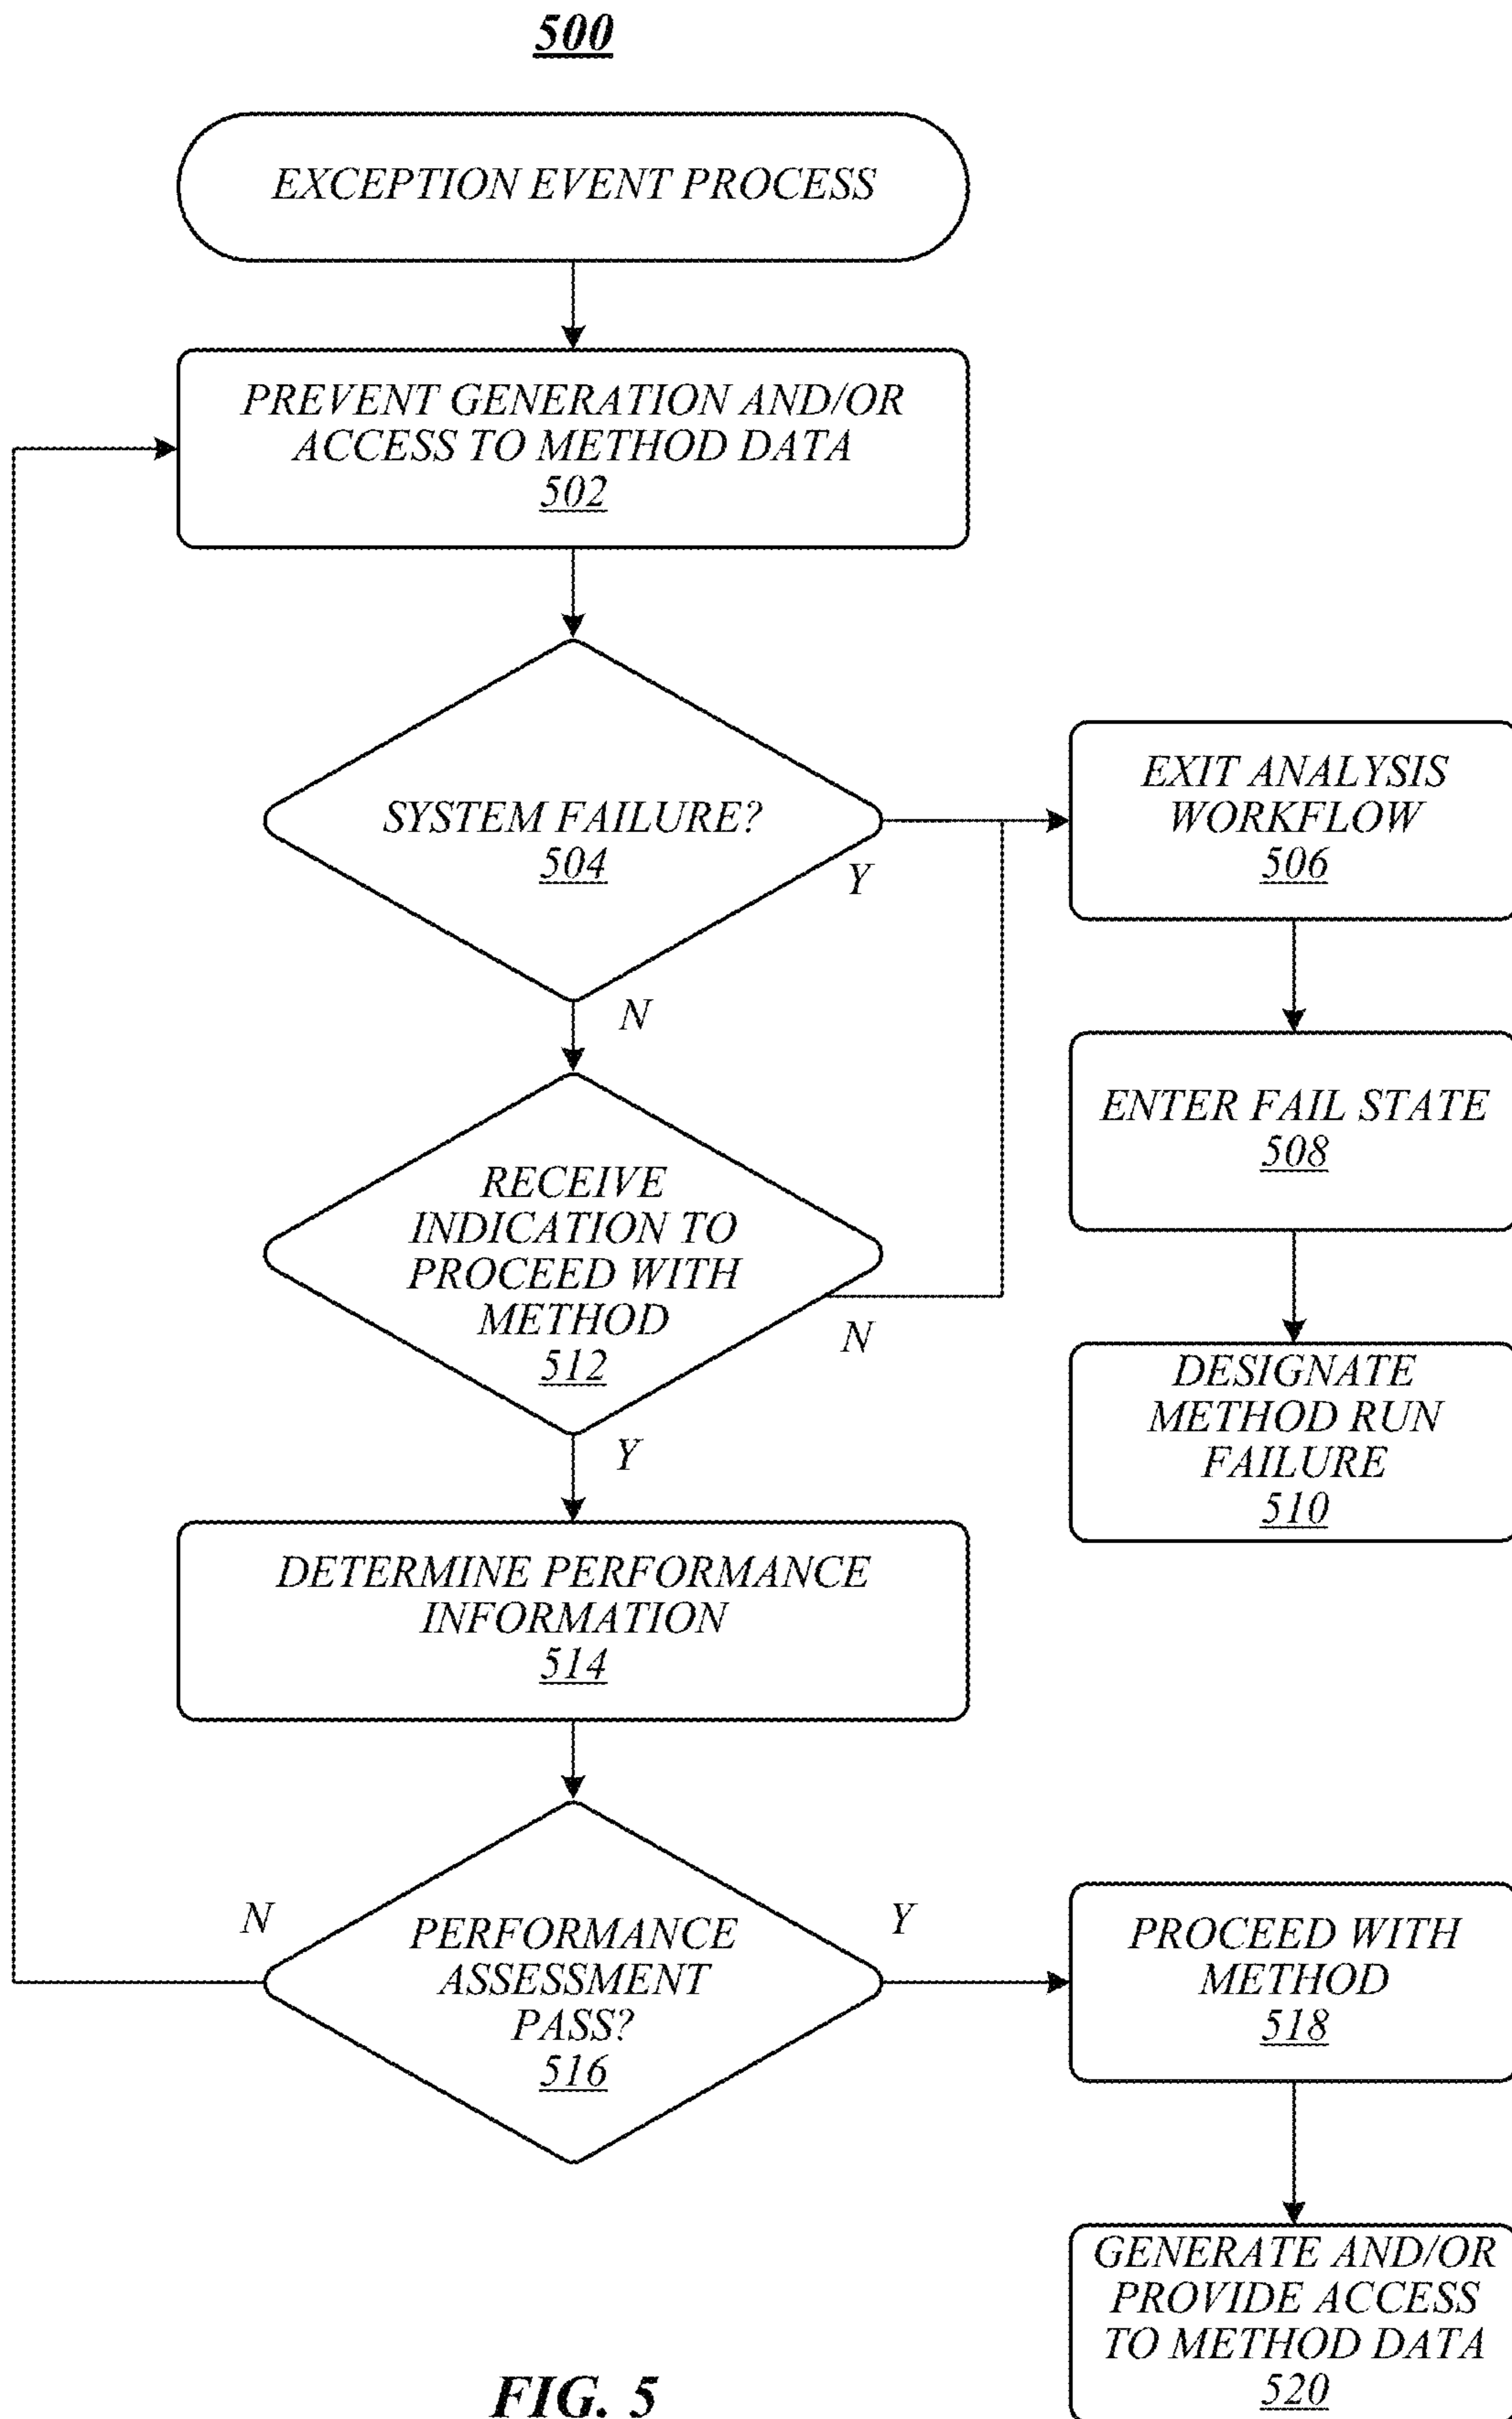 500
EXCEPTION EVENT PROCESS
PREVENT GENERATION AND/OR
ACCESS TO METHOD DATA
502
SYSTEM FAILURE?
504
Y
N
EXIT ANALYSIS
WORKFLOW
506
ENTER FAIL STATE
508
DESIGNATE
METHOD RUN
FAILURE
510
RECEIVE
INDICATION TO
PROCEED WITH
METHOD
512
N
Y
DETERMINE PERFORMANCE
INFORMATION
514
N
PERFORMANCE
ASSESSMENT
PASS?
516
Y
PROCEED WITH
METHOD
518
GENERATE AND/OR
PROVIDE ACCESS
TO METHOD DATA
520
FIG. 5